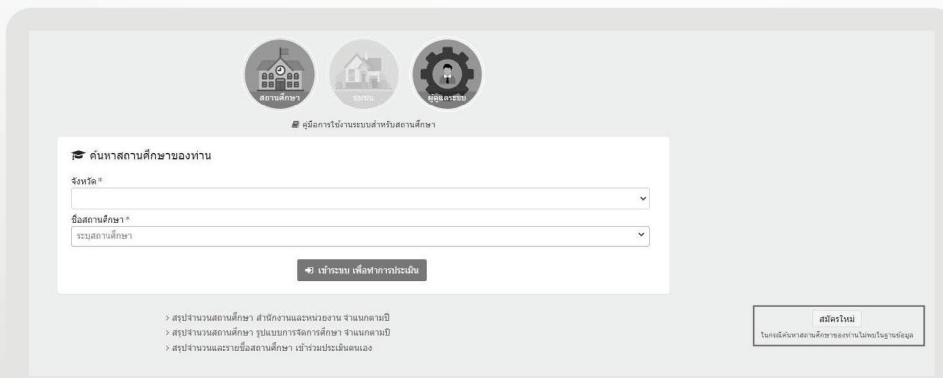 สถานศึกษา
ชุมชน
ผู้ดูแลระบบ
คู่มือการใช้งานระบบสำหรับสถานศึกษา
ค้นหาสถานศึกษาของท่าน
จังหวัด *
ชื่อสถานศึกษา *
ระบุสถานศึกษา
เข้าระบบ เพื่อทำการประเมิน
> สรุปจำนวนสถานศึกษา สำนักงานและหน่วยงาน จำแนกตามปี
> สรุปจำนวนสถานศึกษา รูปแบบการจัดการศึกษา จำแนกตามปี
> สรุปจำนวนและรายชื่อสถานศึกษา เข้าร่วมประเมินตนเอง
สมัครใหม่
ในกรณีค้นหาสถานศึกษาของท่านไม่พบในฐานข้อมูล